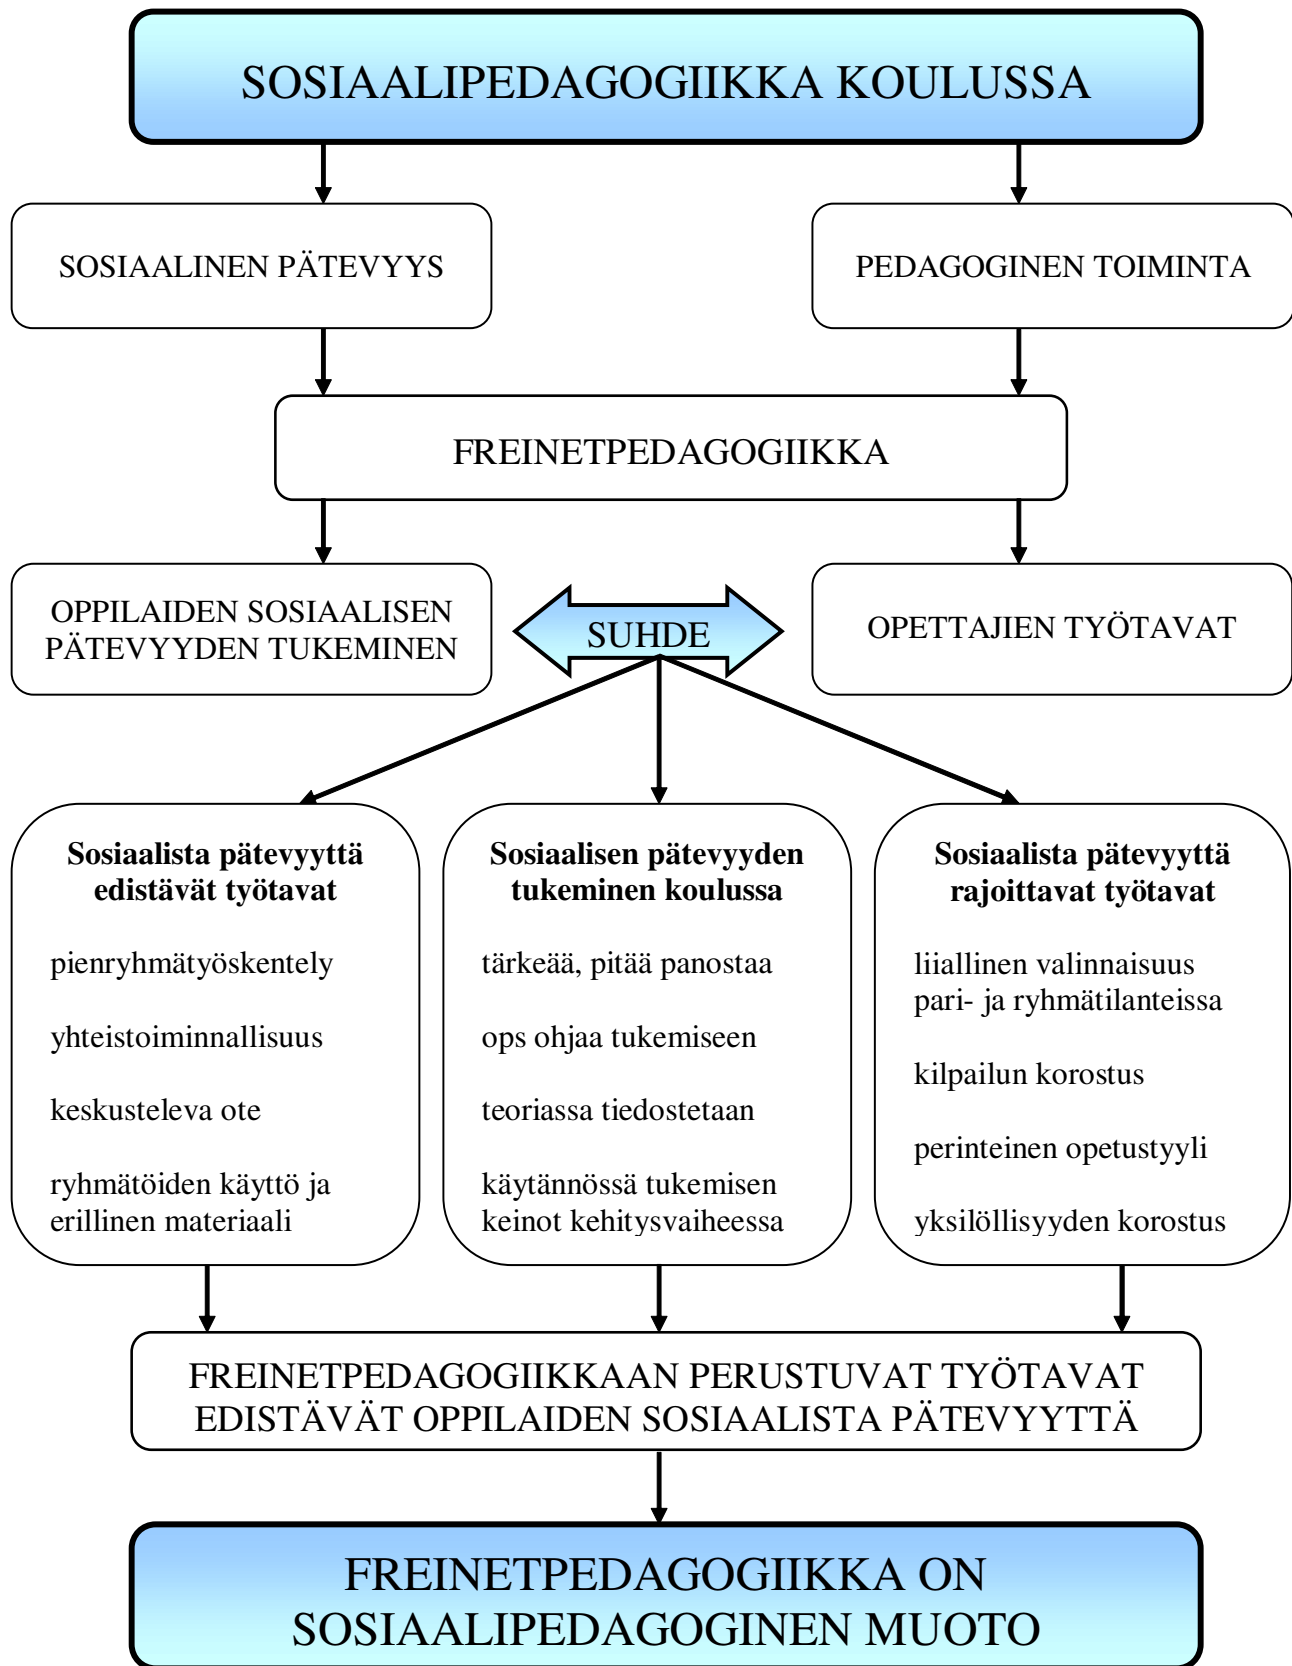 SOSIAALIPEDAGOGIIKKA KOULUSSA
SOSIAALINEN PÄTEVYYS
PEDAGOGINEN TOIMINTA
FREINETPEDAGOGIIKKA
OPPILAIDEN SOSIAALISEN
PÄTEVYYDEN TUKEMINEN
SUHDE
OPETTAJIEN TYÖTAVAT
Sosiaalista pätevyyttä
edistävät työtavat
pienryhmätyöskentely
yhteistoiminnallisuus
keskusteleva ote
ryhmätöiden käyttö ja
erillinen materiaali
Sosiaalisen pätevyyden
tukeminen koulussa
tärkeää, pitää panostaa
ops ohjaa tukemiseen
teoriassa tiedostetaan
käytännössä tukemisen
keinot kehitysvaiheessa
Sosiaalista pätevyyttä
rajoittavat työtavat
liiallinen valinnaisuus
pari- ja ryhmätilanteissa
kilpailun korostus
perinteinen opetustyyli
yksilöllisyyden korostus
FREINETPEDAGOGIIKKAAN PERUSTUVAT TYÖTAVAT
EDISTÄVÄT OPPILAIDEN SOSIAALISTA PÄTEVYYTTÄ
FREINETPEDAGOGIIKKA ON
SOSIAALIPEDAGOGINEN MUOTO